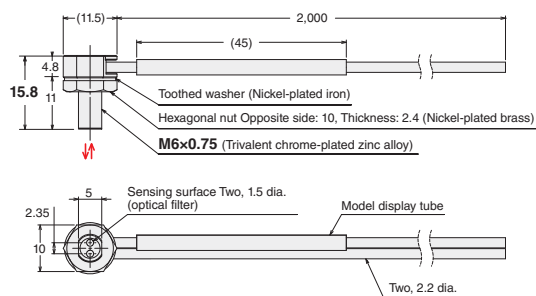 (11.5)
2,000
(45)
4.8
15.8
11
Toothed washer (Nickel-plated iron)
Hexagonal nut Opposite side: 10, Thickness: 2.4 (Nickel-plated brass)
M6×0.75 (Trivalent chrome-plated zinc alloy)
5
Sensing surface Two, 1.5 dia.
(optical filter)
Model display tube
2.35
10
Two, 2.2 dia.